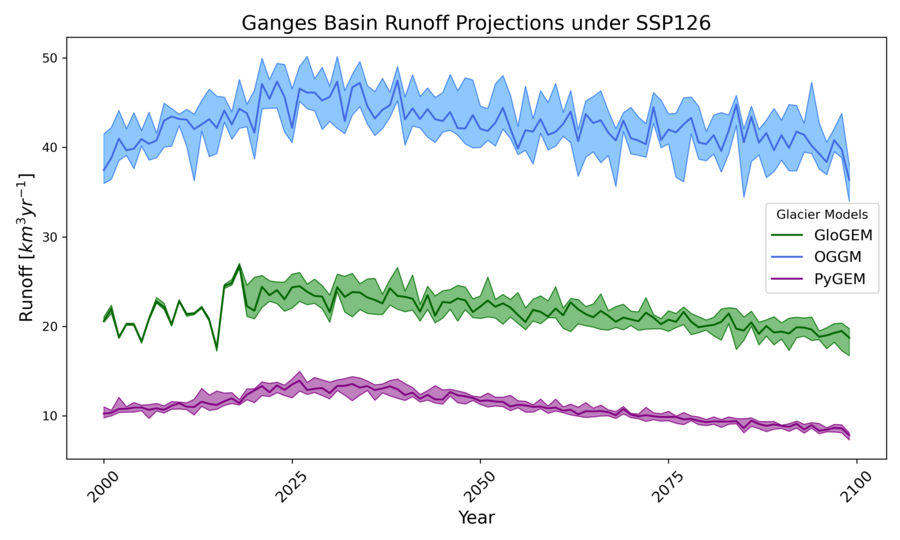 Ganges Basin Runoff Projections under SSP126
Runoff [km³yr⁻¹]
50
40
30
20
10
Glacier Models
GloGEM
OGGM
PyGEM
2000
2025
2050
2075
2100
Year